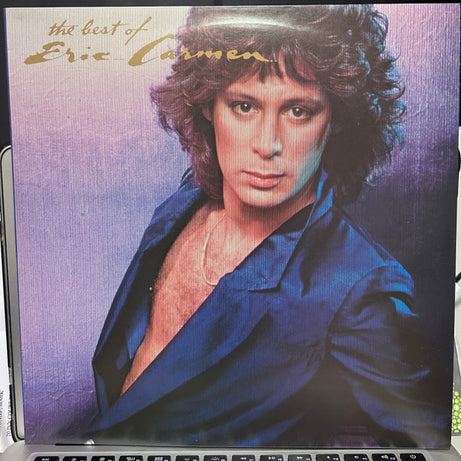 the best of
Eric Carmen